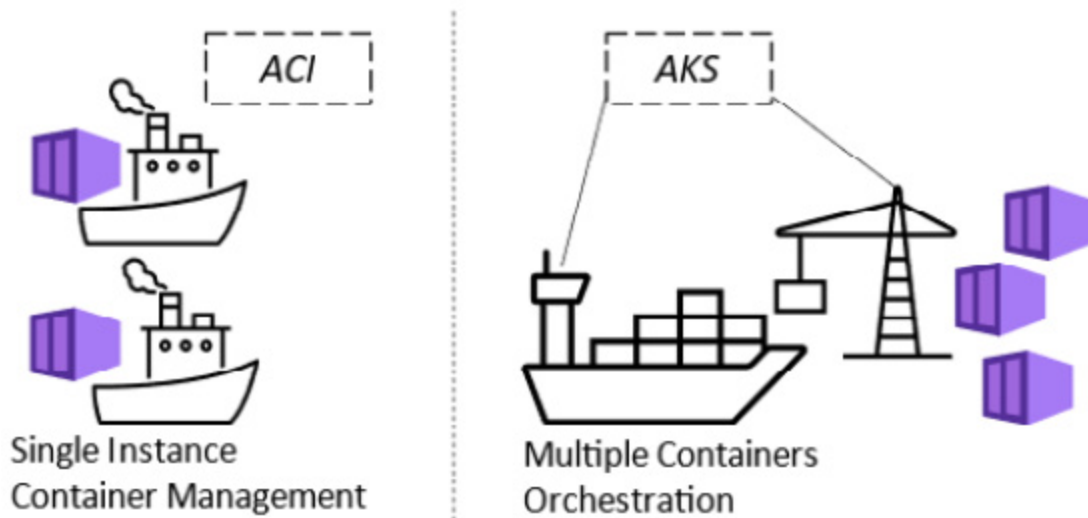 ACI
AKS
Single Instance
Container Management
Multiple Containers
Orchestration